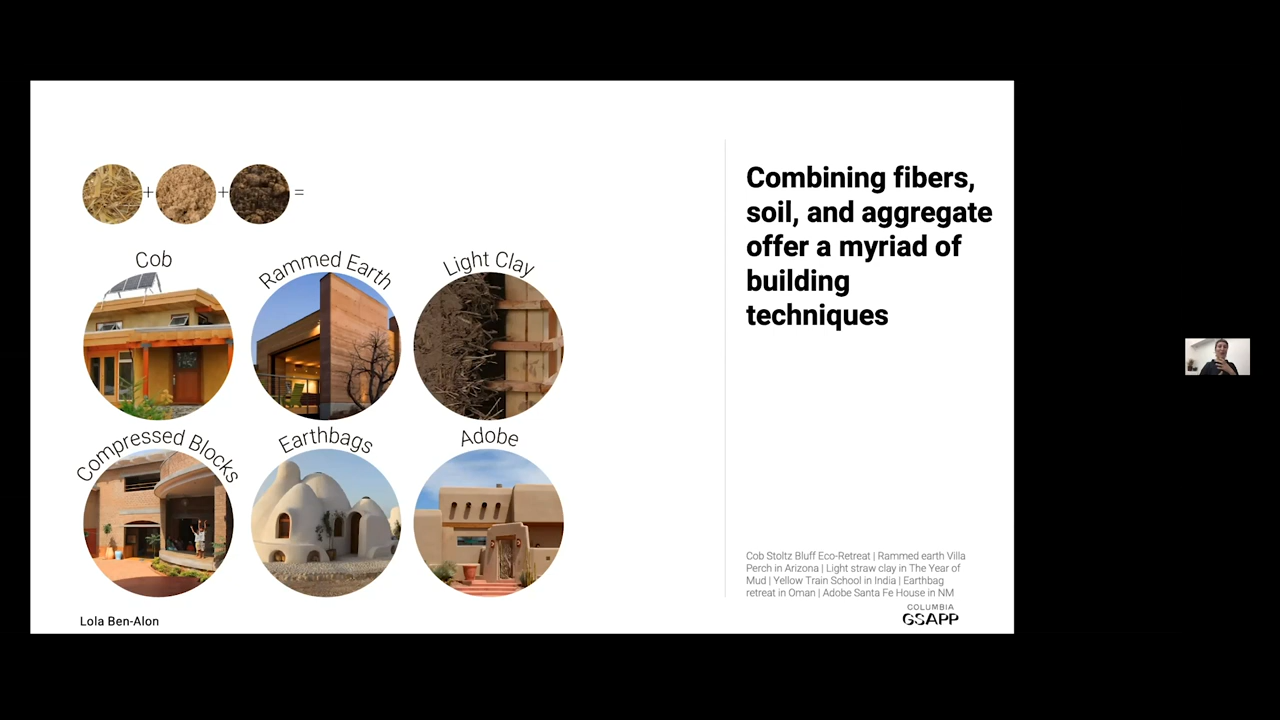 + + =
Cob
Rammed Earth
Light Clay
Compressed Blocks
Earthbags
Adobe
Combining fibers,
soil, and aggregate
offer a myriad of
building
techniques
Cob Stoltz Bluff Eco-Retreat | Rammed earth Villa
Perch in Arizona | Light straw clay in The Year of
Mud | Yellow Train School in India | Earthbag
retreat in Oman | Adobe Santa Fe House in NM
Lola Ben-Alon
COLUMBIA
GSAPP